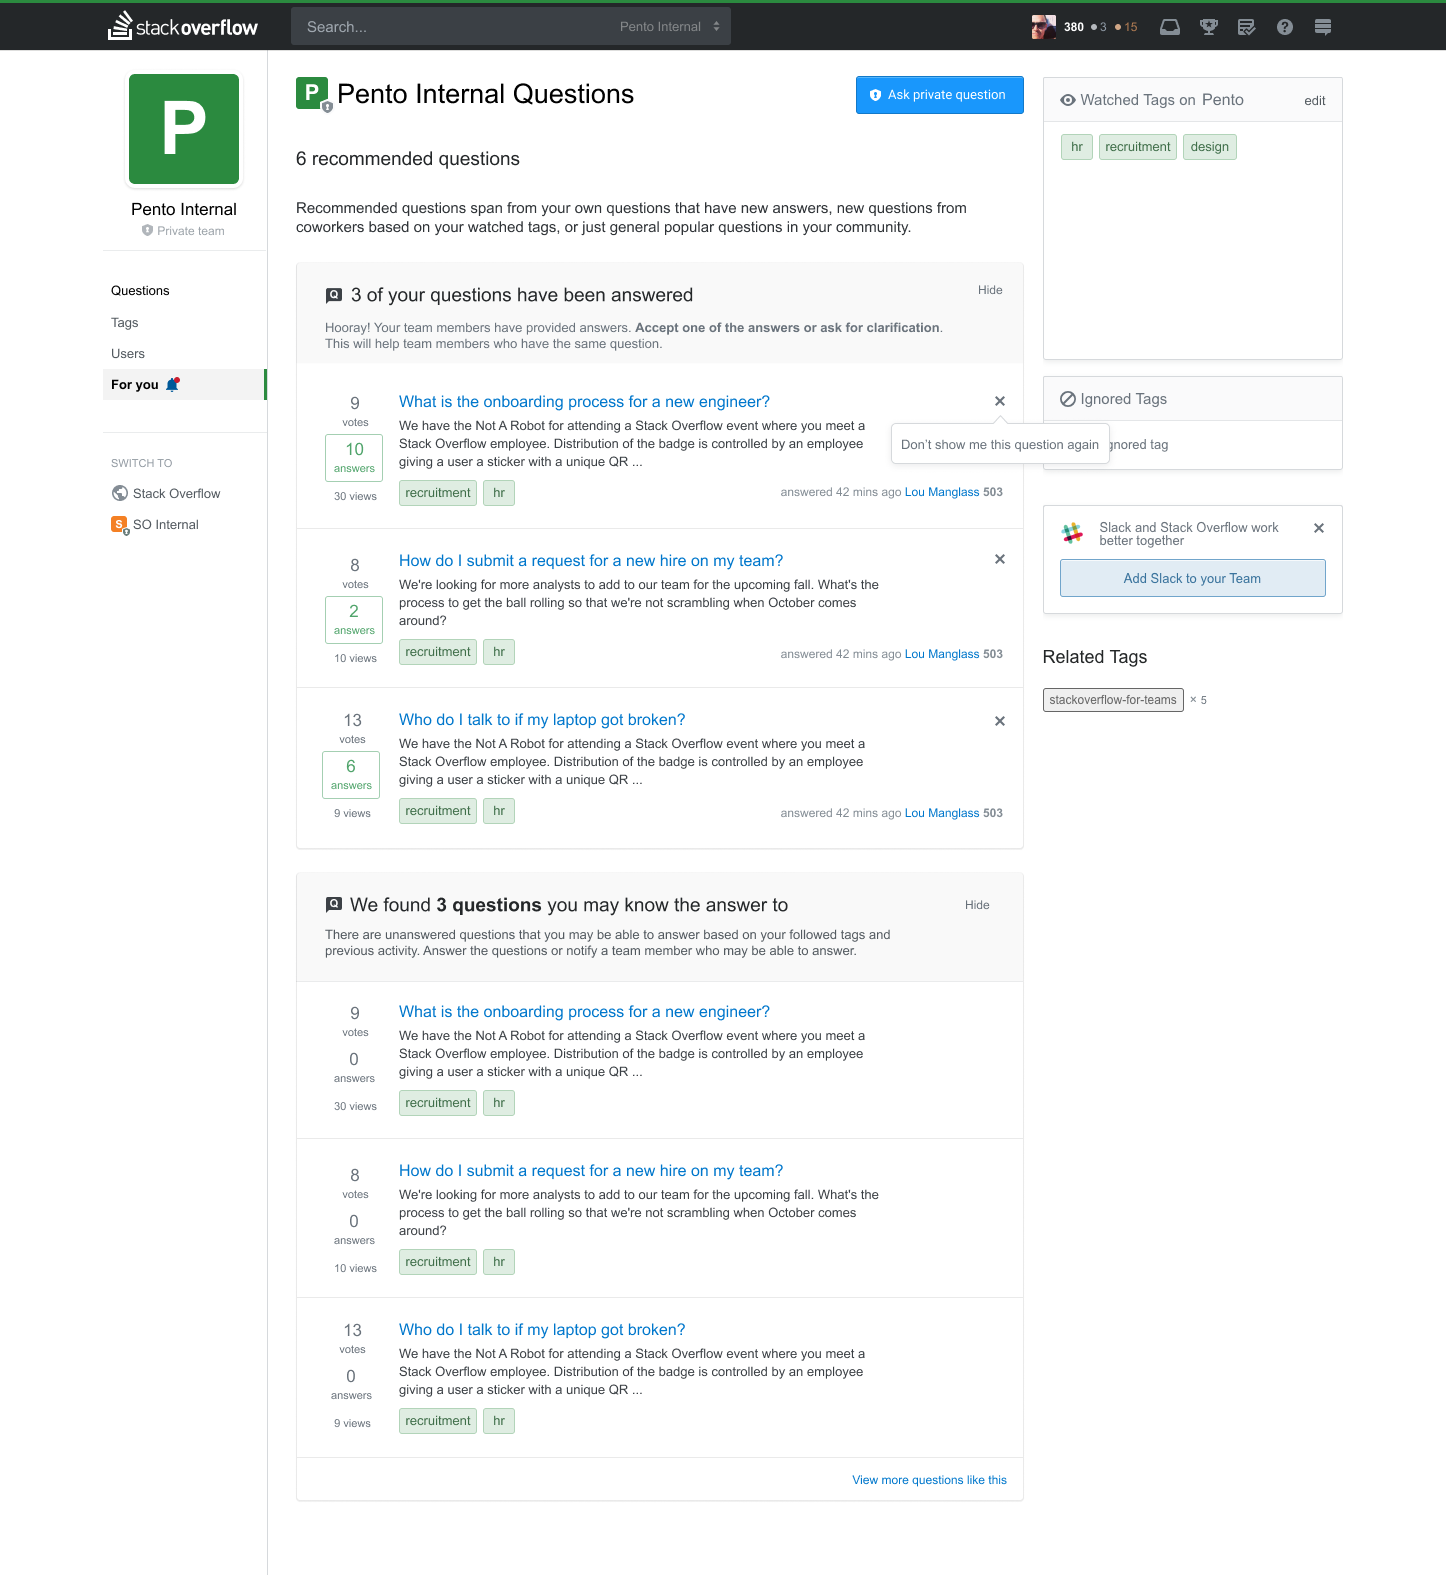 stackoverflow
Search...
Pento Internal
380 3 15
P
Pento Internal
Private team
Questions
Tags
Users
For you
SWITCH TO
Stack Overflow
S SO Internal
P Pento Internal Questions
Ask private question
6 recommended questions
Recommended questions span from your own questions that have new answers, new questions from
coworkers based on your watched tags, or just general popular questions in your community.
Q 3 of your questions have been answered
Hide
Hooray! Your team members have provided answers. Accept one of the answers or ask for clarification.
This will help team members who have the same question.
9
votes
10
answers
30 views
What is the onboarding process for a new engineer?
We have the Not A Robot for attending a Stack Overflow event where you meet a
Stack Overflow employee. Distribution of the badge is controlled by an employee
giving a user a sticker with a unique QR ...
recruitment hr
answered 42 mins ago Lou Manglass 503
Don't show me this question again
8
votes
2
answers
10 views
How do I submit a request for a new hire on my team?
We're looking for more analysts to add to our team for the upcoming fall. What's the
process to get the ball rolling so that we're not scrambling when October comes
around?
recruitment hr
answered 42 mins ago Lou Manglass 503
13
votes
6
answers
9 views
Who do I talk to if my laptop got broken?
We have the Not A Robot for attending a Stack Overflow event where you meet a
Stack Overflow employee. Distribution of the badge is controlled by an employee
giving a user a sticker with a unique QR ...
recruitment hr
answered 42 mins ago Lou Manglass 503
Q We found 3 questions you may know the answer to
Hide
There are unanswered questions that you may be able to answer based on your followed tags and
previous activity. Answer the questions or notify a team member who may be able to answer.
9
votes
0
answers
30 views
What is the onboarding process for a new engineer?
We have the Not A Robot for attending a Stack Overflow event where you meet a
Stack Overflow employee. Distribution of the badge is controlled by an employee
giving a user a sticker with a unique QR ...
recruitment hr
8
votes
0
answers
10 views
How do I submit a request for a new hire on my team?
We're looking for more analysts to add to our team for the upcoming fall. What's the
process to get the ball rolling so that we're not scrambling when October comes
around?
recruitment hr
13
votes
0
answers
9 views
Who do I talk to if my laptop got broken?
We have the Not A Robot for attending a Stack Overflow event where you meet a
Stack Overflow employee. Distribution of the badge is controlled by an employee
giving a user a sticker with a unique QR ...
recruitment hr
View more questions like this
Watched Tags on Pento
edit
hr recruitment design
Ignored Tags
gnored tag
Slack and Stack Overflow work
better together
Add Slack to your Team
Related Tags
stackoverflow-for-teams × 5